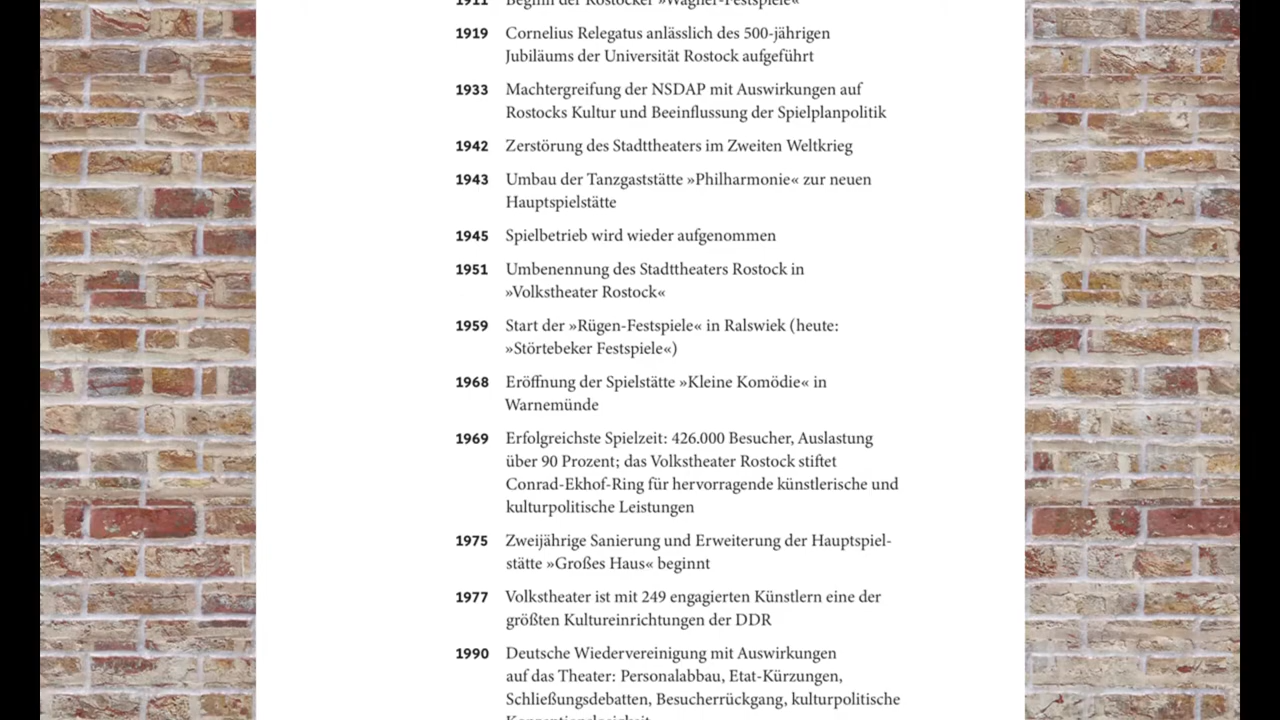 1911 Beginn der Rostocker »Wagner-Festspiele«
1919 Cornelius Relegatus anlässlich des 500-jährigen
Jubiläums der Universität Rostock aufgeführt
1933 Machtergreifung der NSDAP mit Auswirkungen auf
Rostocks Kultur und Beeinflussung der Spielplanpolitik
1942 Zerstörung des Stadttheaters im Zweiten Weltkrieg
1943 Umbau der Tanzgaststätte »Philharmonie« zur neuen
Hauptspielstätte
1945 Spielbetrieb wird wieder aufgenommen
1951 Umbenennung des Stadttheaters Rostock in
»Volkstheater Rostock«
1959 Start der »Rügen-Festspiele« in Ralswiek (heute:
»Störtebeker Festspiele«)
1968 Eröffnung der Spielstätte »Kleine Komödie« in
Warnemünde
1969 Erfolgreichste Spielzeit: 426.000 Besucher, Auslastung
über 90 Prozent; das Volkstheater Rostock stiftet
Conrad-Ekhof-Ring für hervorragende künstlerische und
kulturpolitische Leistungen
1975 Zweijährige Sanierung und Erweiterung der Hauptspiel-
stätte »Großes Haus« beginnt
1977 Volkstheater ist mit 249 engagierten Künstlern eine der
größten Kultureinrichtungen der DDR
1990 Deutsche Wiedervereinigung mit Auswirkungen
auf das Theater: Personalabbau, Etat-Kürzungen,
Schließungsdebatten, Besucherrückgang, kulturpolitische